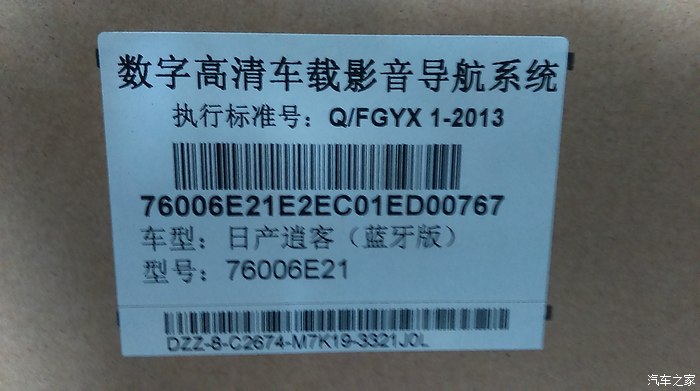 数字高清车载影音导航系统
执行标准号：Q/FGYX 1-2013
76006E21E2EC01ED00767
车型：日产逍客（蓝牙版）
型号：76006E21
DZZ-8-C2674-M7K19-3321J0L
汽车之家